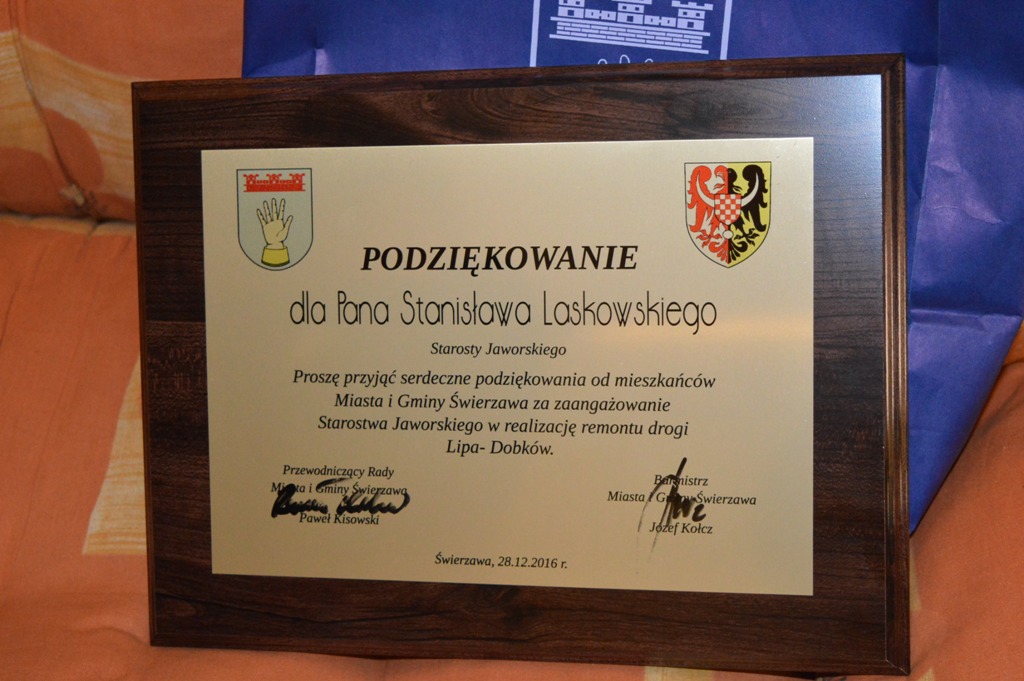 PODZIĘKOWANIE
dla Pana Stanisława Laskowskiego
Starosty Jaworskiego
Proszę przyjąć serdeczne podziękowania od mieszkańców
Miasta i Gminy Świerzawa za zaangażowanie
Starostwa Jaworskiego w realizację remontu drogi
Lipa- Dobków.
Przewodniczący Rady
Miasta i Gminy Świerzawa
Paweł Kisowski
Burmistrz
Miasta i Gminy Świerzawa
Józef Kołcz
Świerzawa, 28.12.2016 r.